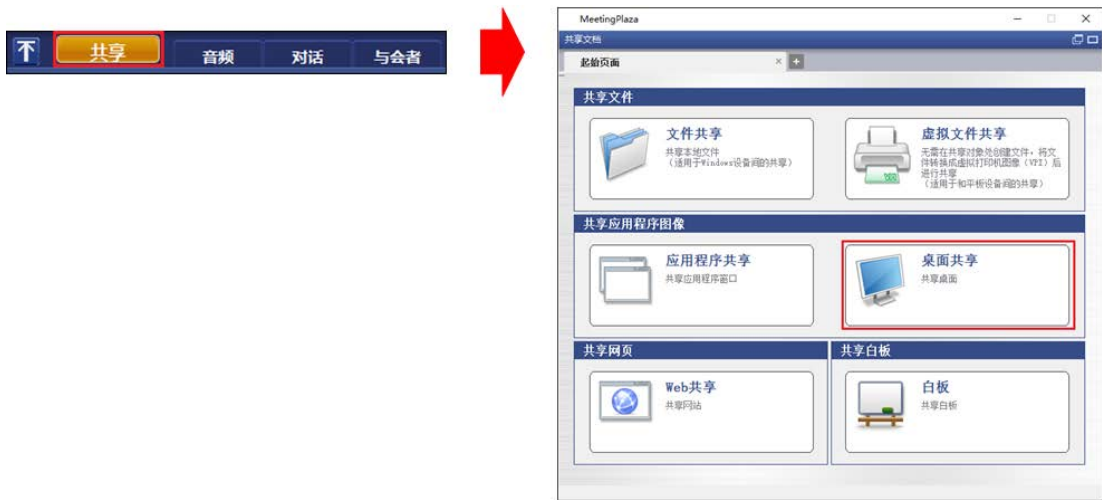 共享
音频
对话
与会者
MeetingPlaza
共享文档
起始页面
共享文件
文件共享
共享本地文件
（适用于Windows设备间的共享）
虚拟文件共享
无需在共享对象处创建文件，将文
件转换成虚拟打印机图像（VPI）后
进行共享
（适用于和平板设备间的共享）
共享应用程序图像
应用程序共享
共享应用程序窗口
桌面共享
共享桌面
共享网页
Web共享
共享网站
共享白板
白板
共享白板